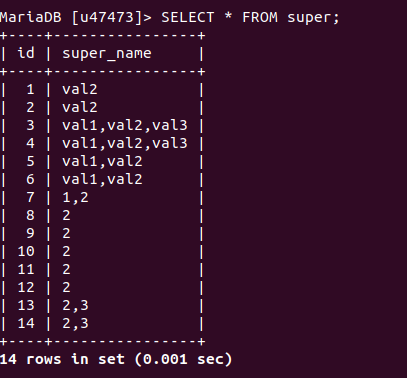 MariaDB [u47473]> SELECT * FROM super;
+----+----------------+
| id | super_name     |
+----+----------------+
|  1 | val2           |
|  2 | val2           |
|  3 | val1,val2,val3 |
|  4 | val1,val2,val3 |
|  5 | val1,val2      |
|  6 | val1,val2      |
|  7 | 1,2            |
|  8 | 2              |
|  9 | 2              |
| 10 | 2              |
| 11 | 2              |
| 12 | 2              |
| 13 | 2,3            |
| 14 | 2,3            |
+----+----------------+
14 rows in set (0.001 sec)